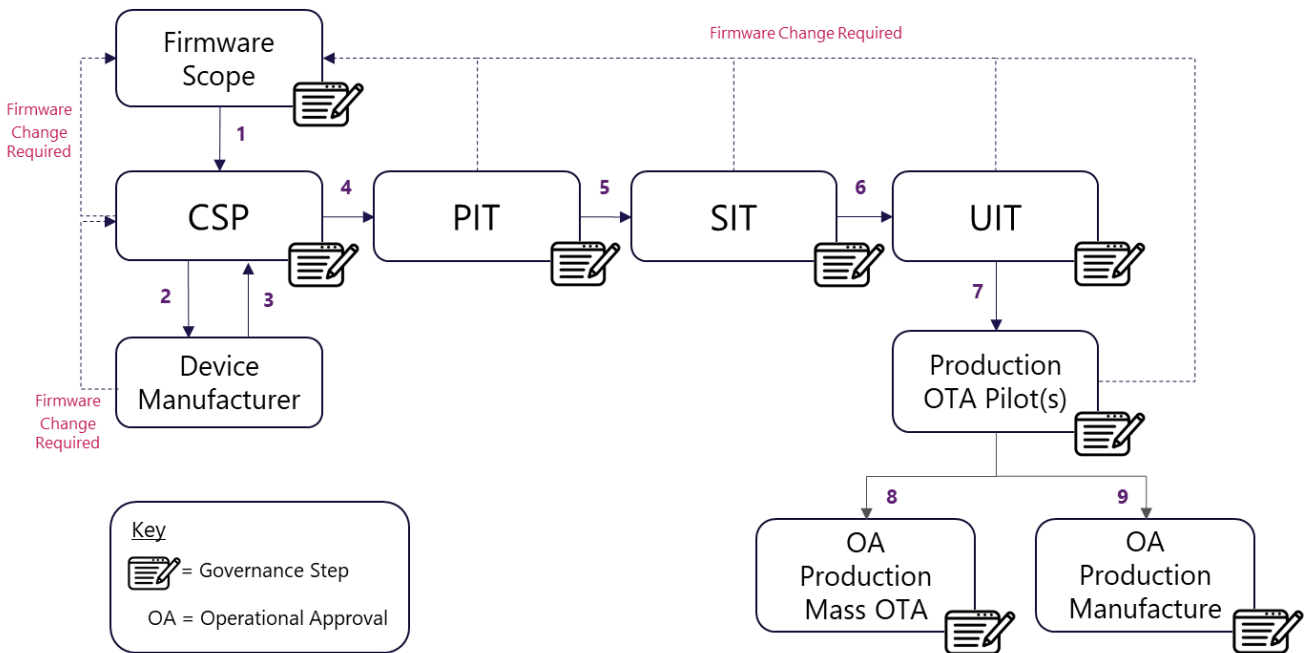 Firmware
Scope
Firmware Change Required
Firmware
Change
Required
1
CSP
4
PIT
5
SIT
6
UIT
2
3
7
Device
Manufacturer
Production
OTA Pilot(s)
Firmware
Change
Required
8
9
Key
= Governance Step
OA = Operational Approval
OA
Production
Mass OTA
OA
Production
Manufacture